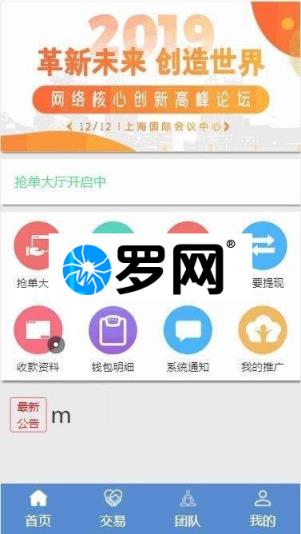 2019
革新未来 创造世界
网络核心创新高峰论坛
12/12 | 上海国际会议中心
抢单大厅开启中
抢单大
要提现
罗网®
收款资料 钱包明细 系统通知 我的推广
最新
公告
m
首页 交易 团队 我的